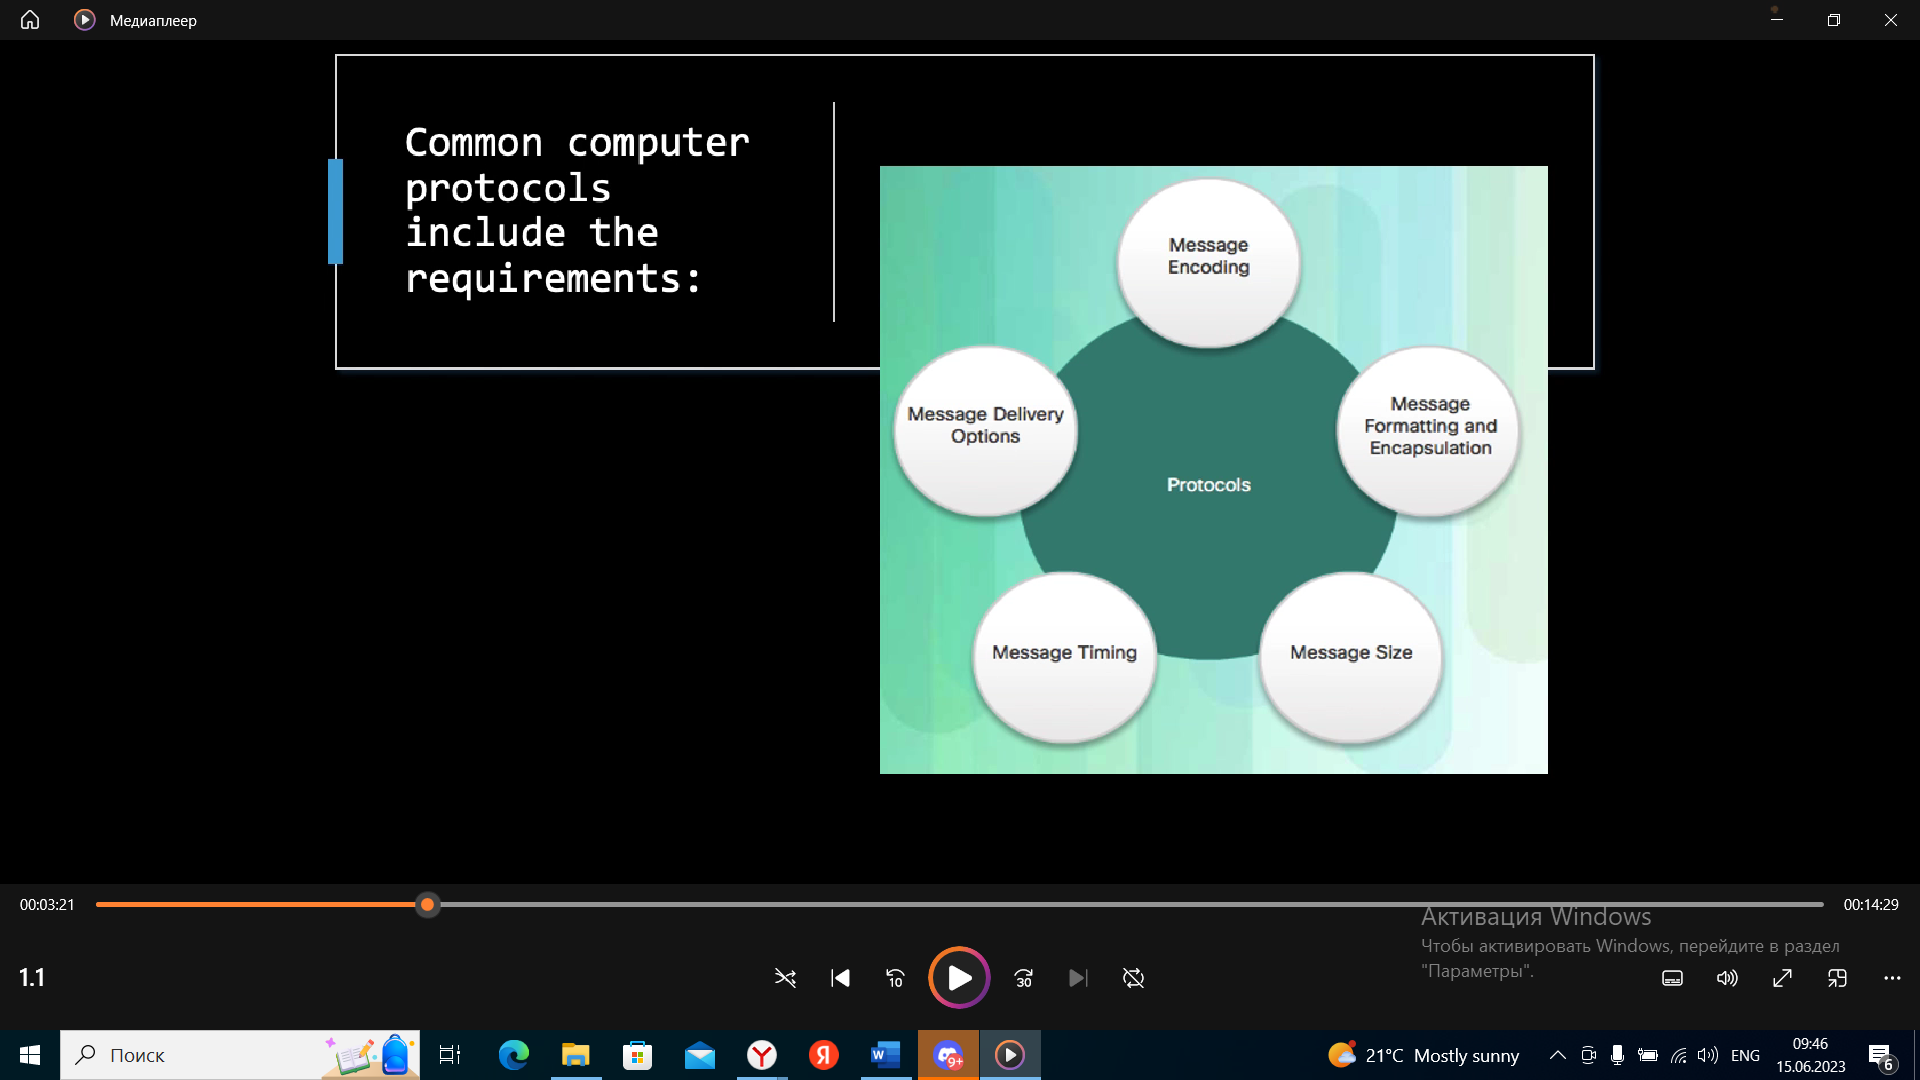 Медиаплеер
Common computer
protocols
include the
requirements:
Message
Encoding
Message Delivery
Options
Message
Formatting and
Encapsulation
Protocols
Message Timing
Message Size
00:03:21
00:14:29
Активация Windows
Чтобы активировать Windows, перейдите в раздел
"Параметры".
1.1
10
30
Поиск
Y
Я
W
9+
21°C Mostly sunny
ENG
09:46
15.06.2023
6